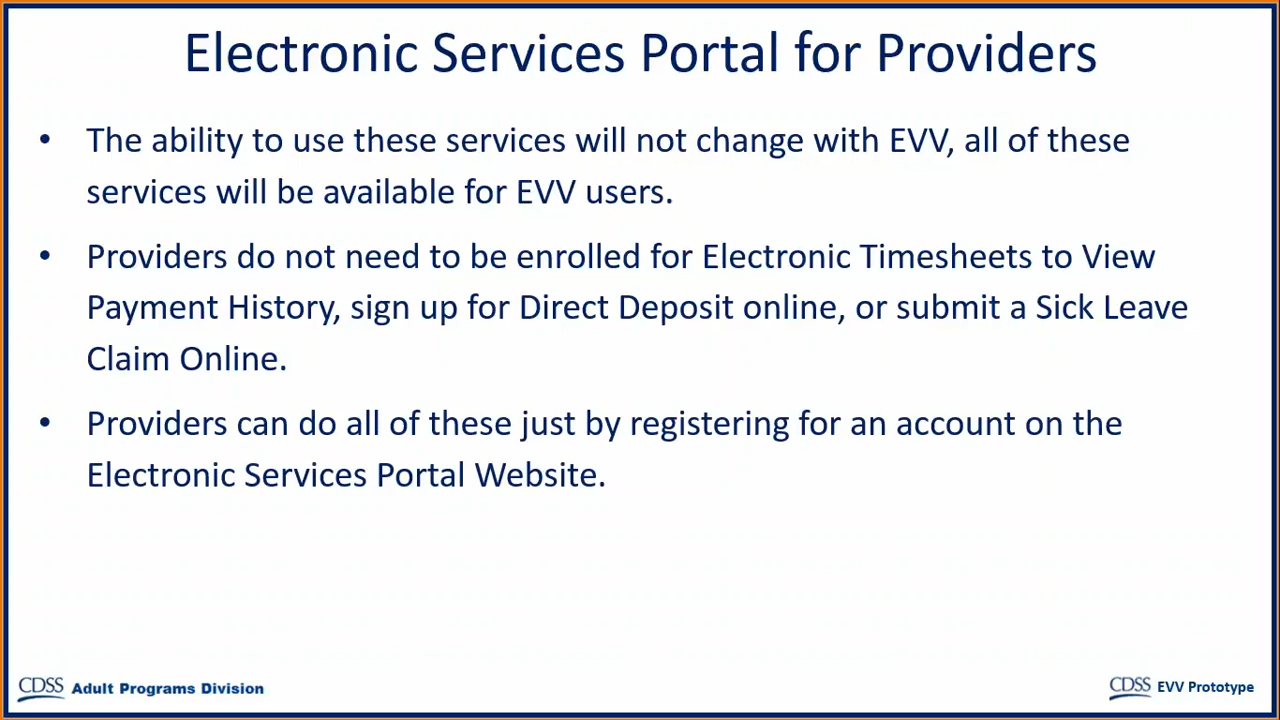 Electronic Services Portal for Providers
• The ability to use these services will not change with EVV, all of these
services will be available for EVV users.
• Providers do not need to be enrolled for Electronic Timesheets to View
Payment History, sign up for Direct Deposit online, or submit a Sick Leave
Claim Online.
• Providers can do all of these just by registering for an account on the
Electronic Services Portal Website.
CDSS Adult Programs Division
CDSS EVV Prototype